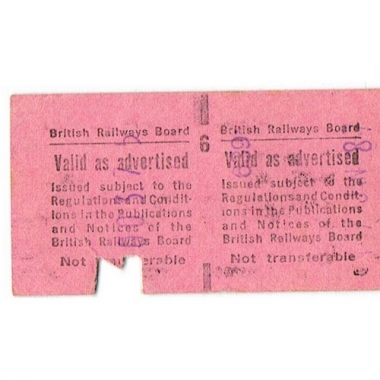 British Railways Board
Valid as advertised
Issued subject to the
Regulations and Condit-
ions in the Publications
and Notices of the
British Railways Board
Not transferable
6
British Railways Board
Valid as advertised
Issued subject to the
Regulations and Condit-
ions in the Publications
and Notices of the
British Railways Board
Not transferable